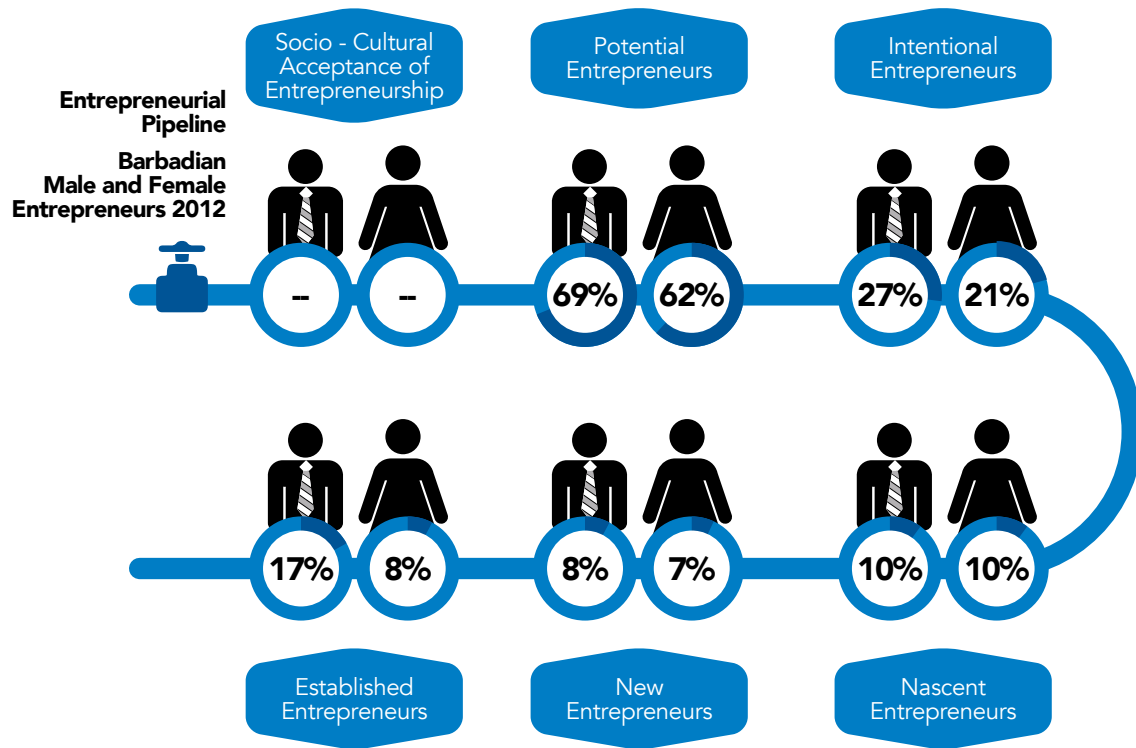 Socio - Cultural
Acceptance of
Entrepreneurship
Potential
Entrepreneurs
Intentional
Entrepreneurs
Entrepreneurial
Pipeline
Barbadian
Male and Female
Entrepreneurs 2012
-- -- 69% 62% 27% 21%
17% 8% 8% 7% 10% 10%
Established
Entrepreneurs
New
Entrepreneurs
Nascent
Entrepreneurs